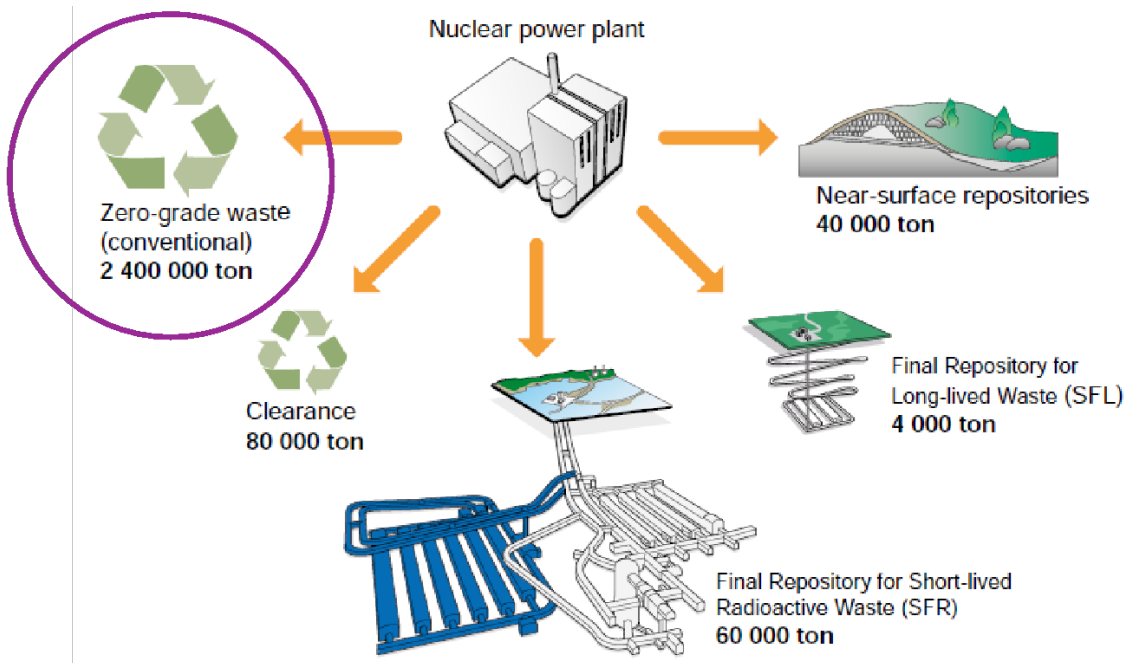 Nuclear power plant
Zero-grade waste
(conventional)
2 400 000 ton
Near-surface repositories
40 000 ton
Clearance
80 000 ton
Final Repository for
Long-lived Waste (SFL)
4 000 ton
Final Repository for Short-lived
Radioactive Waste (SFR)
60 000 ton